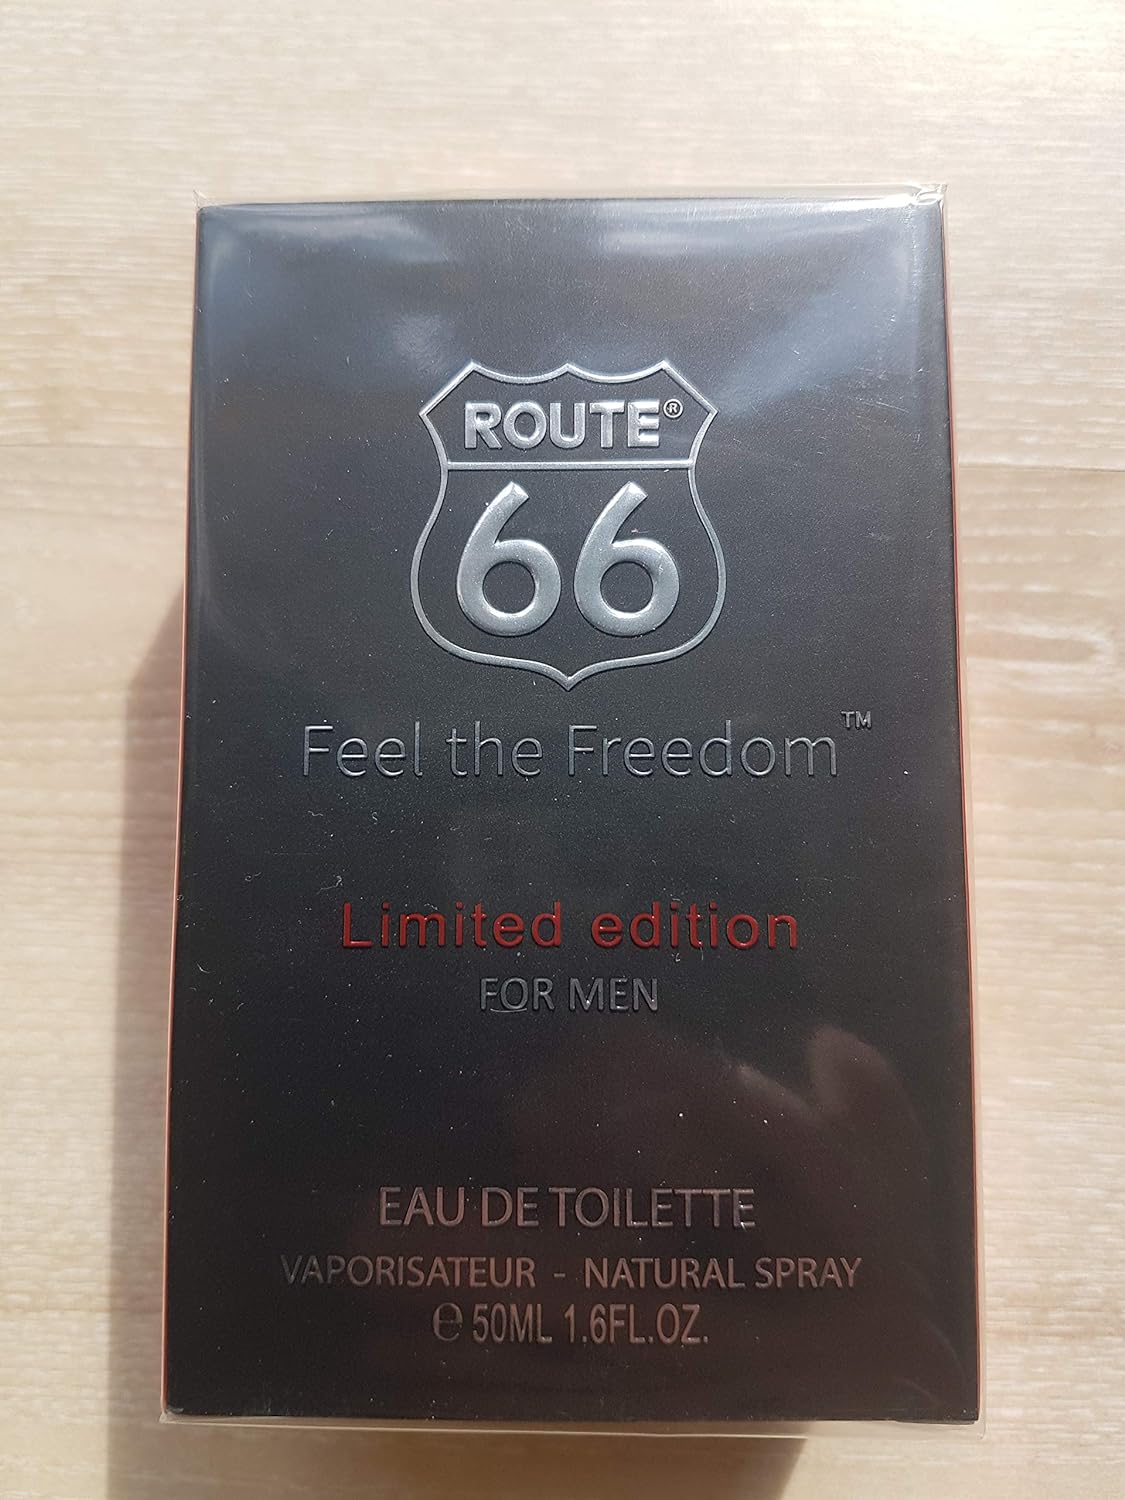 ROUTE®
66
Feel the Freedom™
Limited edition
FOR MEN
EAU DE TOILETTE
VAPORISATEUR - NATURAL SPRAY
℮ 50ML 1.6FL.OZ.